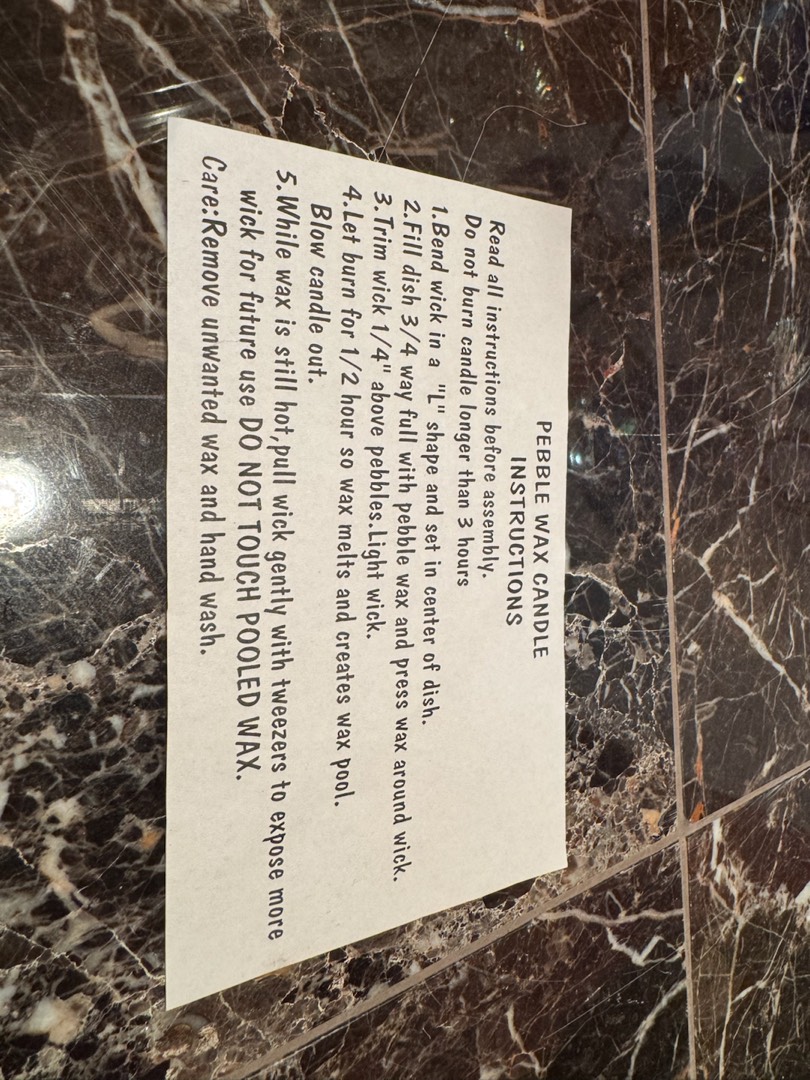 PEBBLE WAX CANDLE
INSTRUCTIONS
Read all instructions before assembly.
Do not burn candle longer than 3 hours
1.Bend wick in a "L" shape and set in center of dish.
2.Fill dish 3/4 way full with pebble wax and press wax around wick.
3.Trim wick 1/4" above pebbles.Light wick.
4.Let burn for 1/2 hour so wax melts and creates wax pool.
Blow candle out.
5.While wax is still hot,pull wick gently with tweezers to expose more
wick for future use DO NOT TOUCH POOLED WAX.
Care:Remove unwanted wax and hand wash.